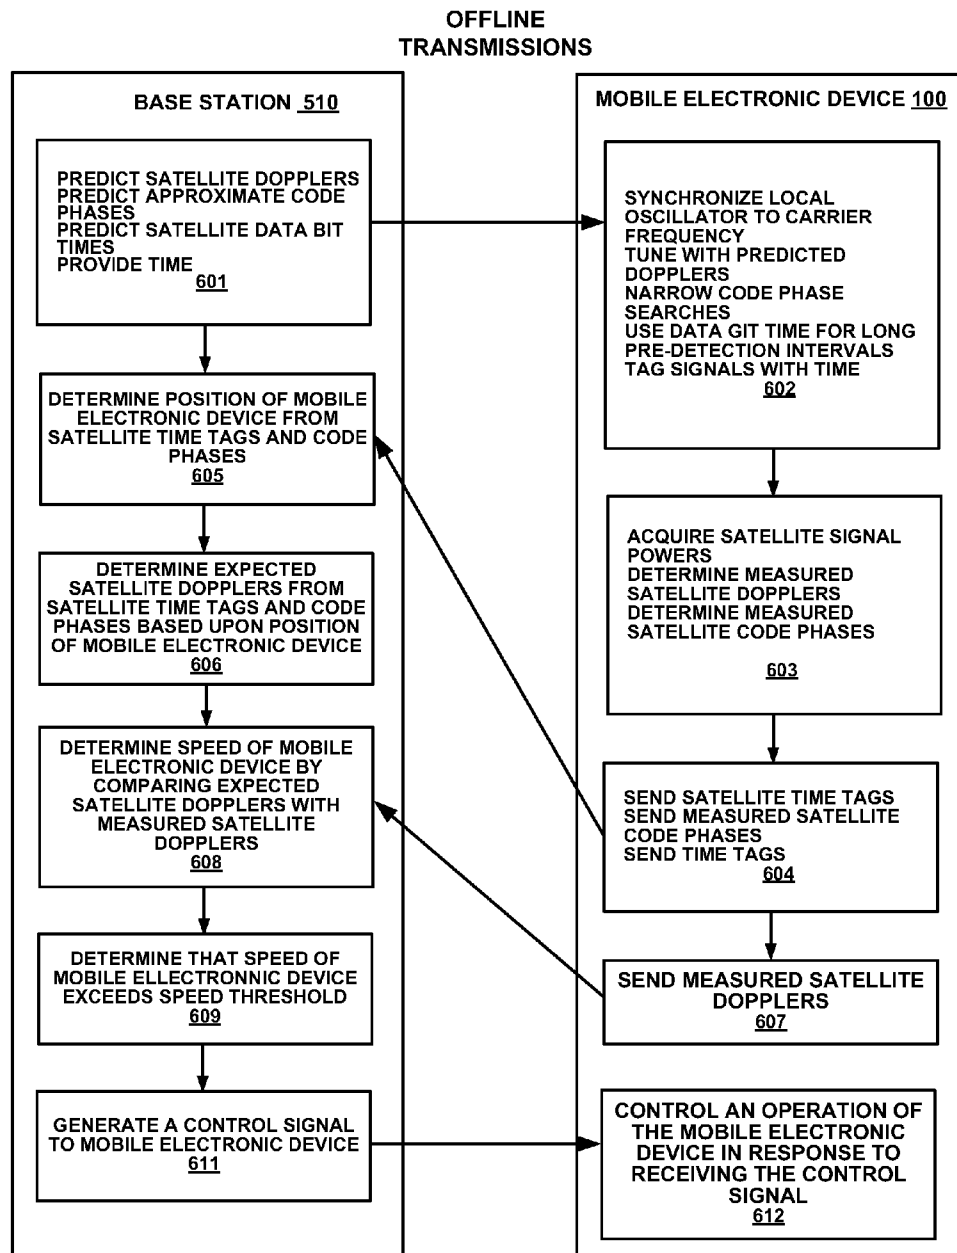 OFFLINE
TRANSMISSIONS
BASE STATION 510
PREDICT SATELLITE DOPPLERS
PREDICT APPROXIMATE CODE
PHASES
PREDICT SATELLITE DATA BIT
TIMES
PROVIDE TIME
601
DETERMINE POSITION OF MOBILE
ELECTRONIC DEVICE FROM
SATELLITE TIME TAGS AND CODE
PHASES
605
DETERMINE EXPECTED
SATELLITE DOPPLERS FROM
SATELLITE TIME TAGS AND CODE
PHASES BASED UPON POSITION
OF MOBILE ELECTRONIC DEVICE
606
DETERMINE SPEED OF MOBILE
ELECTRONIC DEVICE BY
COMPARING EXPECTED
SATELLITE DOPPLERS WITH
MEASURED SATELLITE
DOPPLERS
608
DETERMINE THAT SPEED OF
MOBILE ELLECTRONNIC DEVICE
EXCEEDS SPEED THRESHOLD
609
GENERATE A CONTROL SIGNAL
TO MOBILE ELECTRONIC DEVICE
611
MOBILE ELECTRONIC DEVICE 100
SYNCHRONIZE LOCAL
OSCILLATOR TO CARRIER
FREQUENCY
TUNE WITH PREDICTED
DOPPLERS
NARROW CODE PHASE
SEARCHES
USE DATA GIT TIME FOR LONG
PRE-DETECTION INTERVALS
TAG SIGNALS WITH TIME
602
ACQUIRE SATELLITE SIGNAL
POWERS
DETERMINE MEASURED
SATELLITE DOPPLERS
DETERMINE MEASURED
SATELLITE CODE PHASES
603
SEND SATELLITE TIME TAGS
SEND MEASURED SATELLITE
CODE PHASES
SEND TIME TAGS
604
SEND MEASURED SATELLITE
DOPPLERS
607
CONTROL AN OPERATION OF
THE MOBILE ELECTRONIC
DEVICE IN RESPONSE TO
RECEIVING THE CONTROL
SIGNAL
612